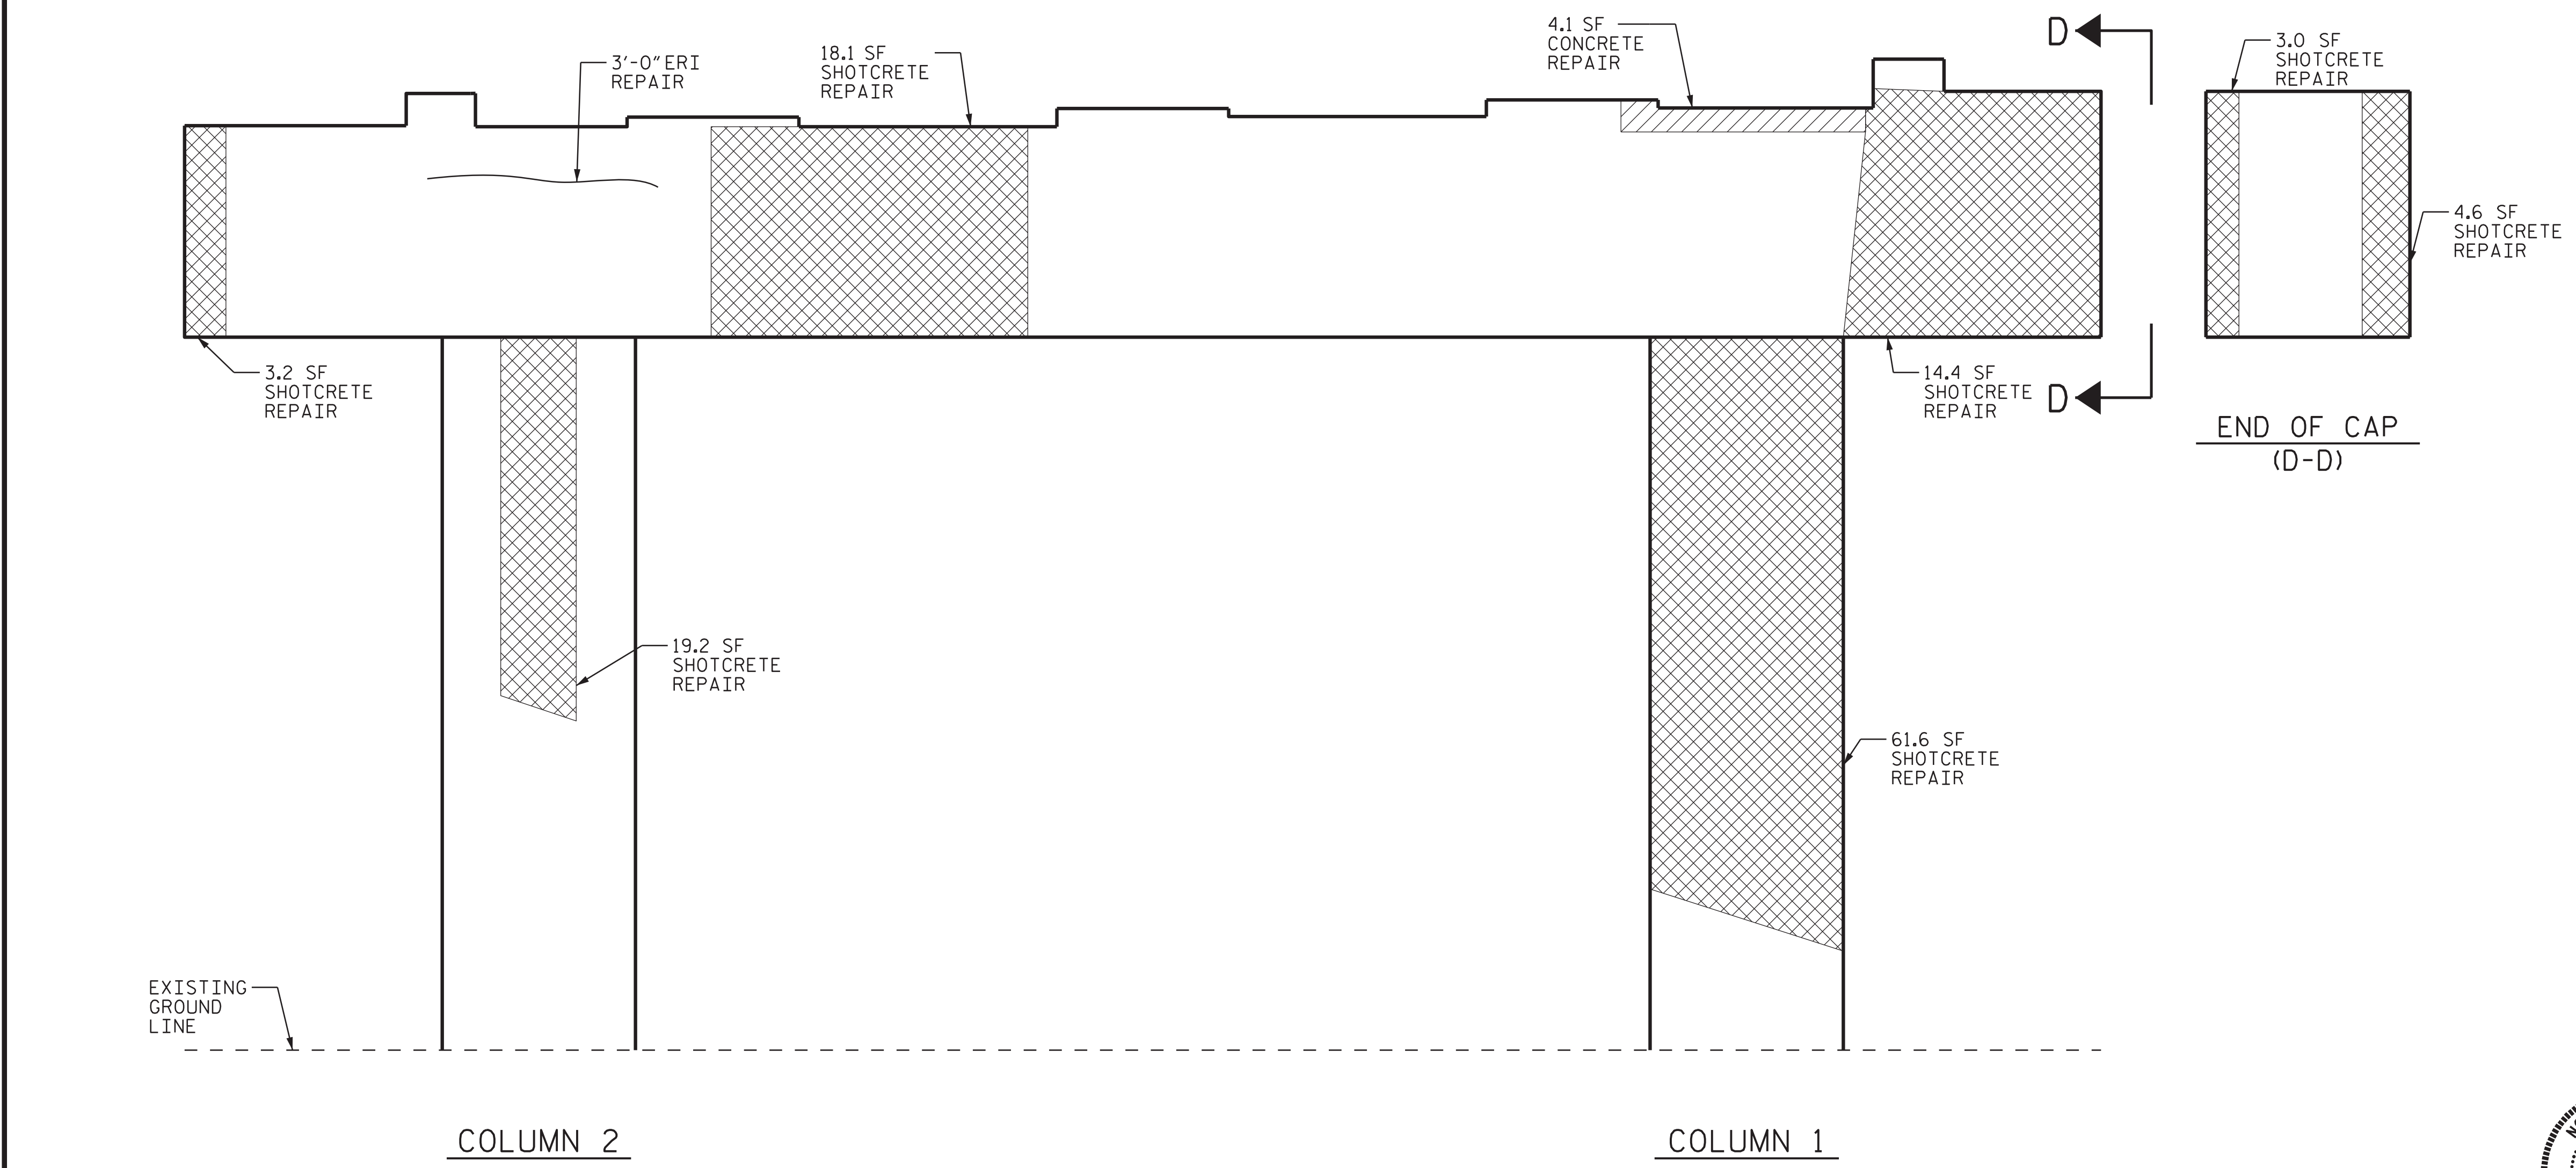 3'-0" ERI
REPAIR
18.1 SF
SHOTCRETE
REPAIR
4.1 SF
CONCRETE
REPAIR
D
3.0 SF
SHOTCRETE
REPAIR
4.6 SF
SHOTCRETE
REPAIR
3.2 SF
SHOTCRETE
REPAIR
14.4 SF
SHOTCRETE
REPAIR
D
END OF CAP
(D-D)
19.2 SF
SHOTCRETE
REPAIR
61.6 SF
SHOTCRETE
REPAIR
EXISTING
GROUND
LINE
COLUMN 2
COLUMN 1